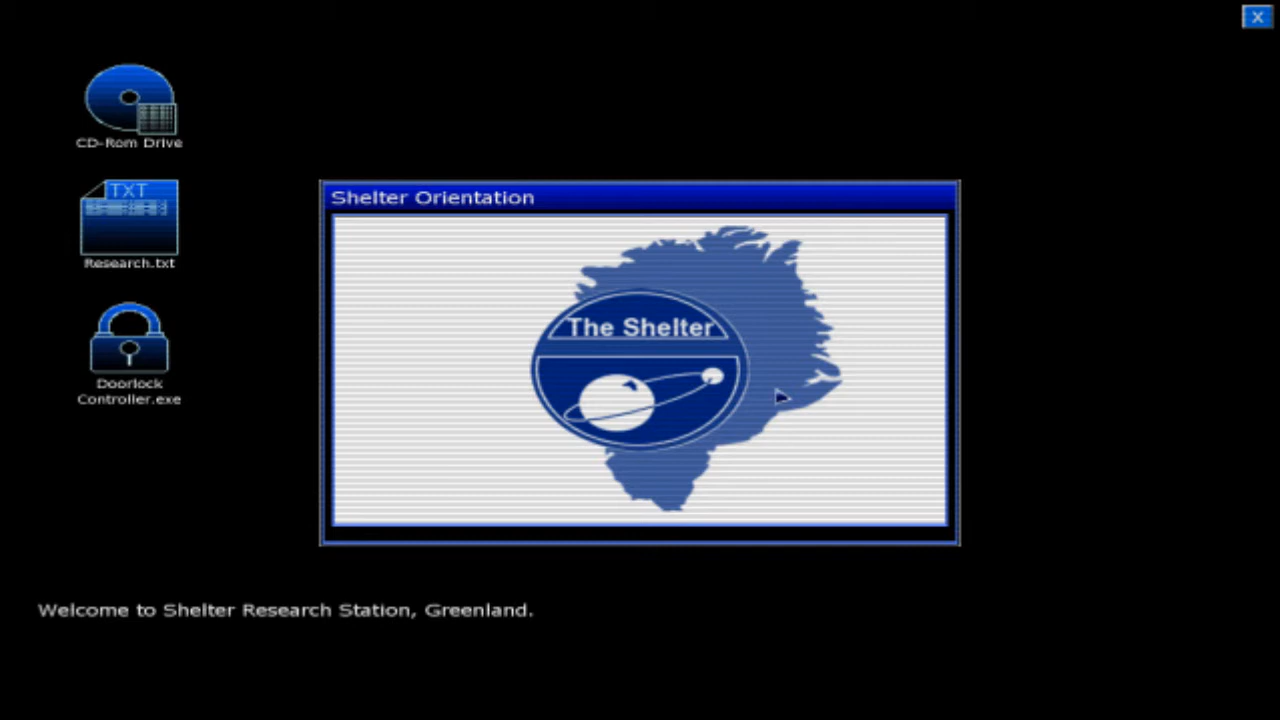 X
CD-Rom Drive
TXT
Research.txt
Doorlock
Controller.exe
Shelter Orientation
The Shelter
Welcome to Shelter Research Station, Greenland.